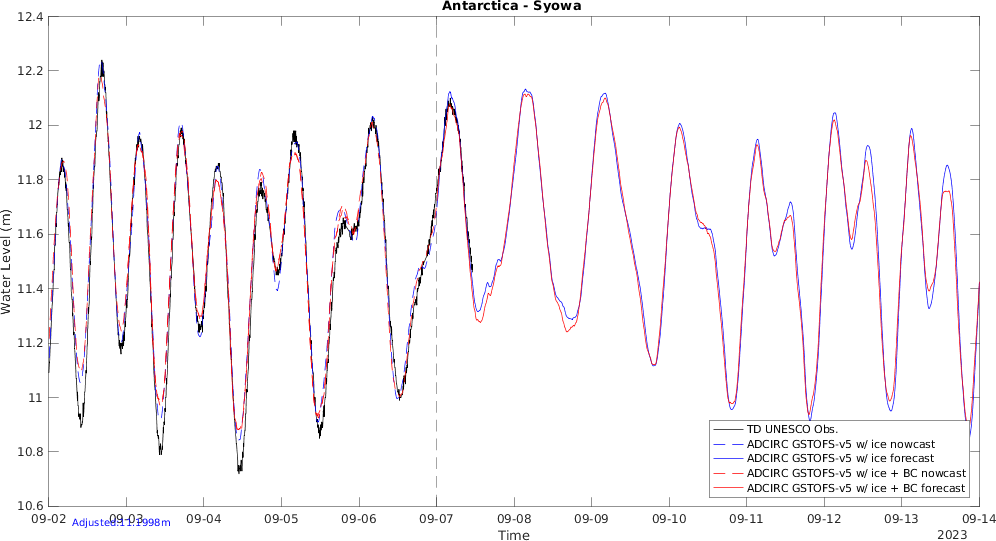 Antarctica - Syowa
12.4
12.2
12
11.8
11.6
11.4
11.2
11
10.8
10.6
Water Level (m)
TD UNESCO Obs.
ADCIRC GSTOFS-v5 w/ ice nowcast
ADCIRC GSTOFS-v5 w/ ice forecast
ADCIRC GSTOFS-v5 w/ ice + BC nowcast
ADCIRC GSTOFS-v5 w/ ice + BC forecast
09-02 09-03 09-04 09-05 09-06 09-07 09-08 09-09 09-10 09-11 09-12 09-13 09-14
Adjusted:11.1998m
Time
2023